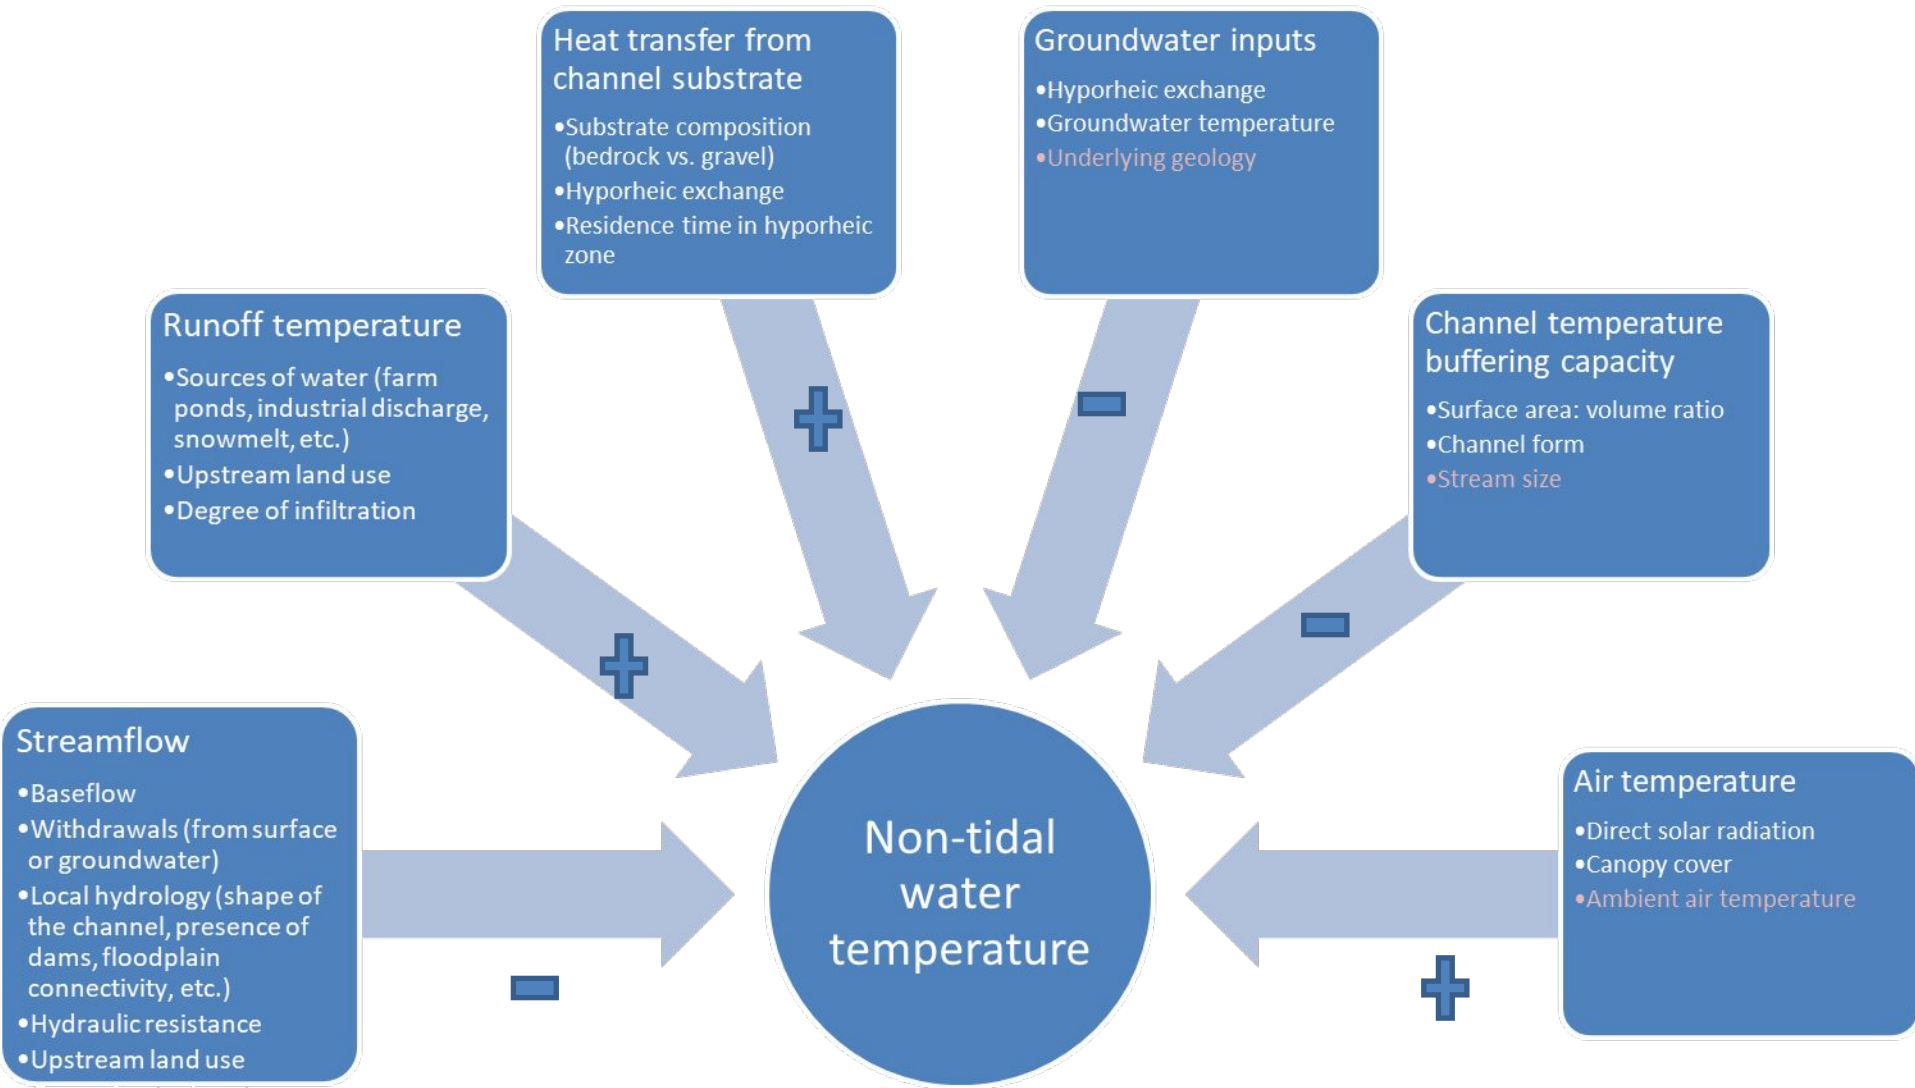 Heat transfer from
channel substrate
•Substrate composition
(bedrock vs. gravel)
•Hyporheic exchange
•Residence time in hyporheic
zone
Groundwater inputs
•Hyporheic exchange
•Groundwater temperature
•Underlying geology
Runoff temperature
•Sources of water (farm
ponds, industrial discharge,
snowmelt, etc.)
•Upstream land use
•Degree of infiltration
Channel temperature
buffering capacity
•Surface area: volume ratio
•Channel form
•Stream size
Streamflow
•Baseflow
•Withdrawals (from surface
or groundwater)
•Local hydrology (shape of
the channel, presence of
dams, floodplain
connectivity, etc.)
•Hydraulic resistance
•Upstream land use
Non-tidal
water
temperature
Air temperature
•Direct solar radiation
•Canopy cover
•Ambient air temperature